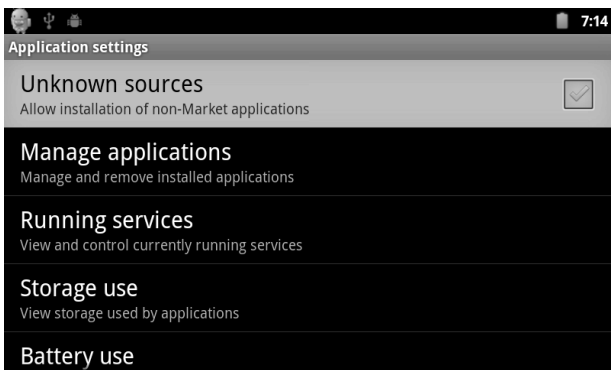 7:14
Application settings
Unknown sources
Allow installation of non-Market applications
Manage applications
Manage and remove installed applications
Running services
View and control currently running services
Storage use
View storage used by applications
Battery use